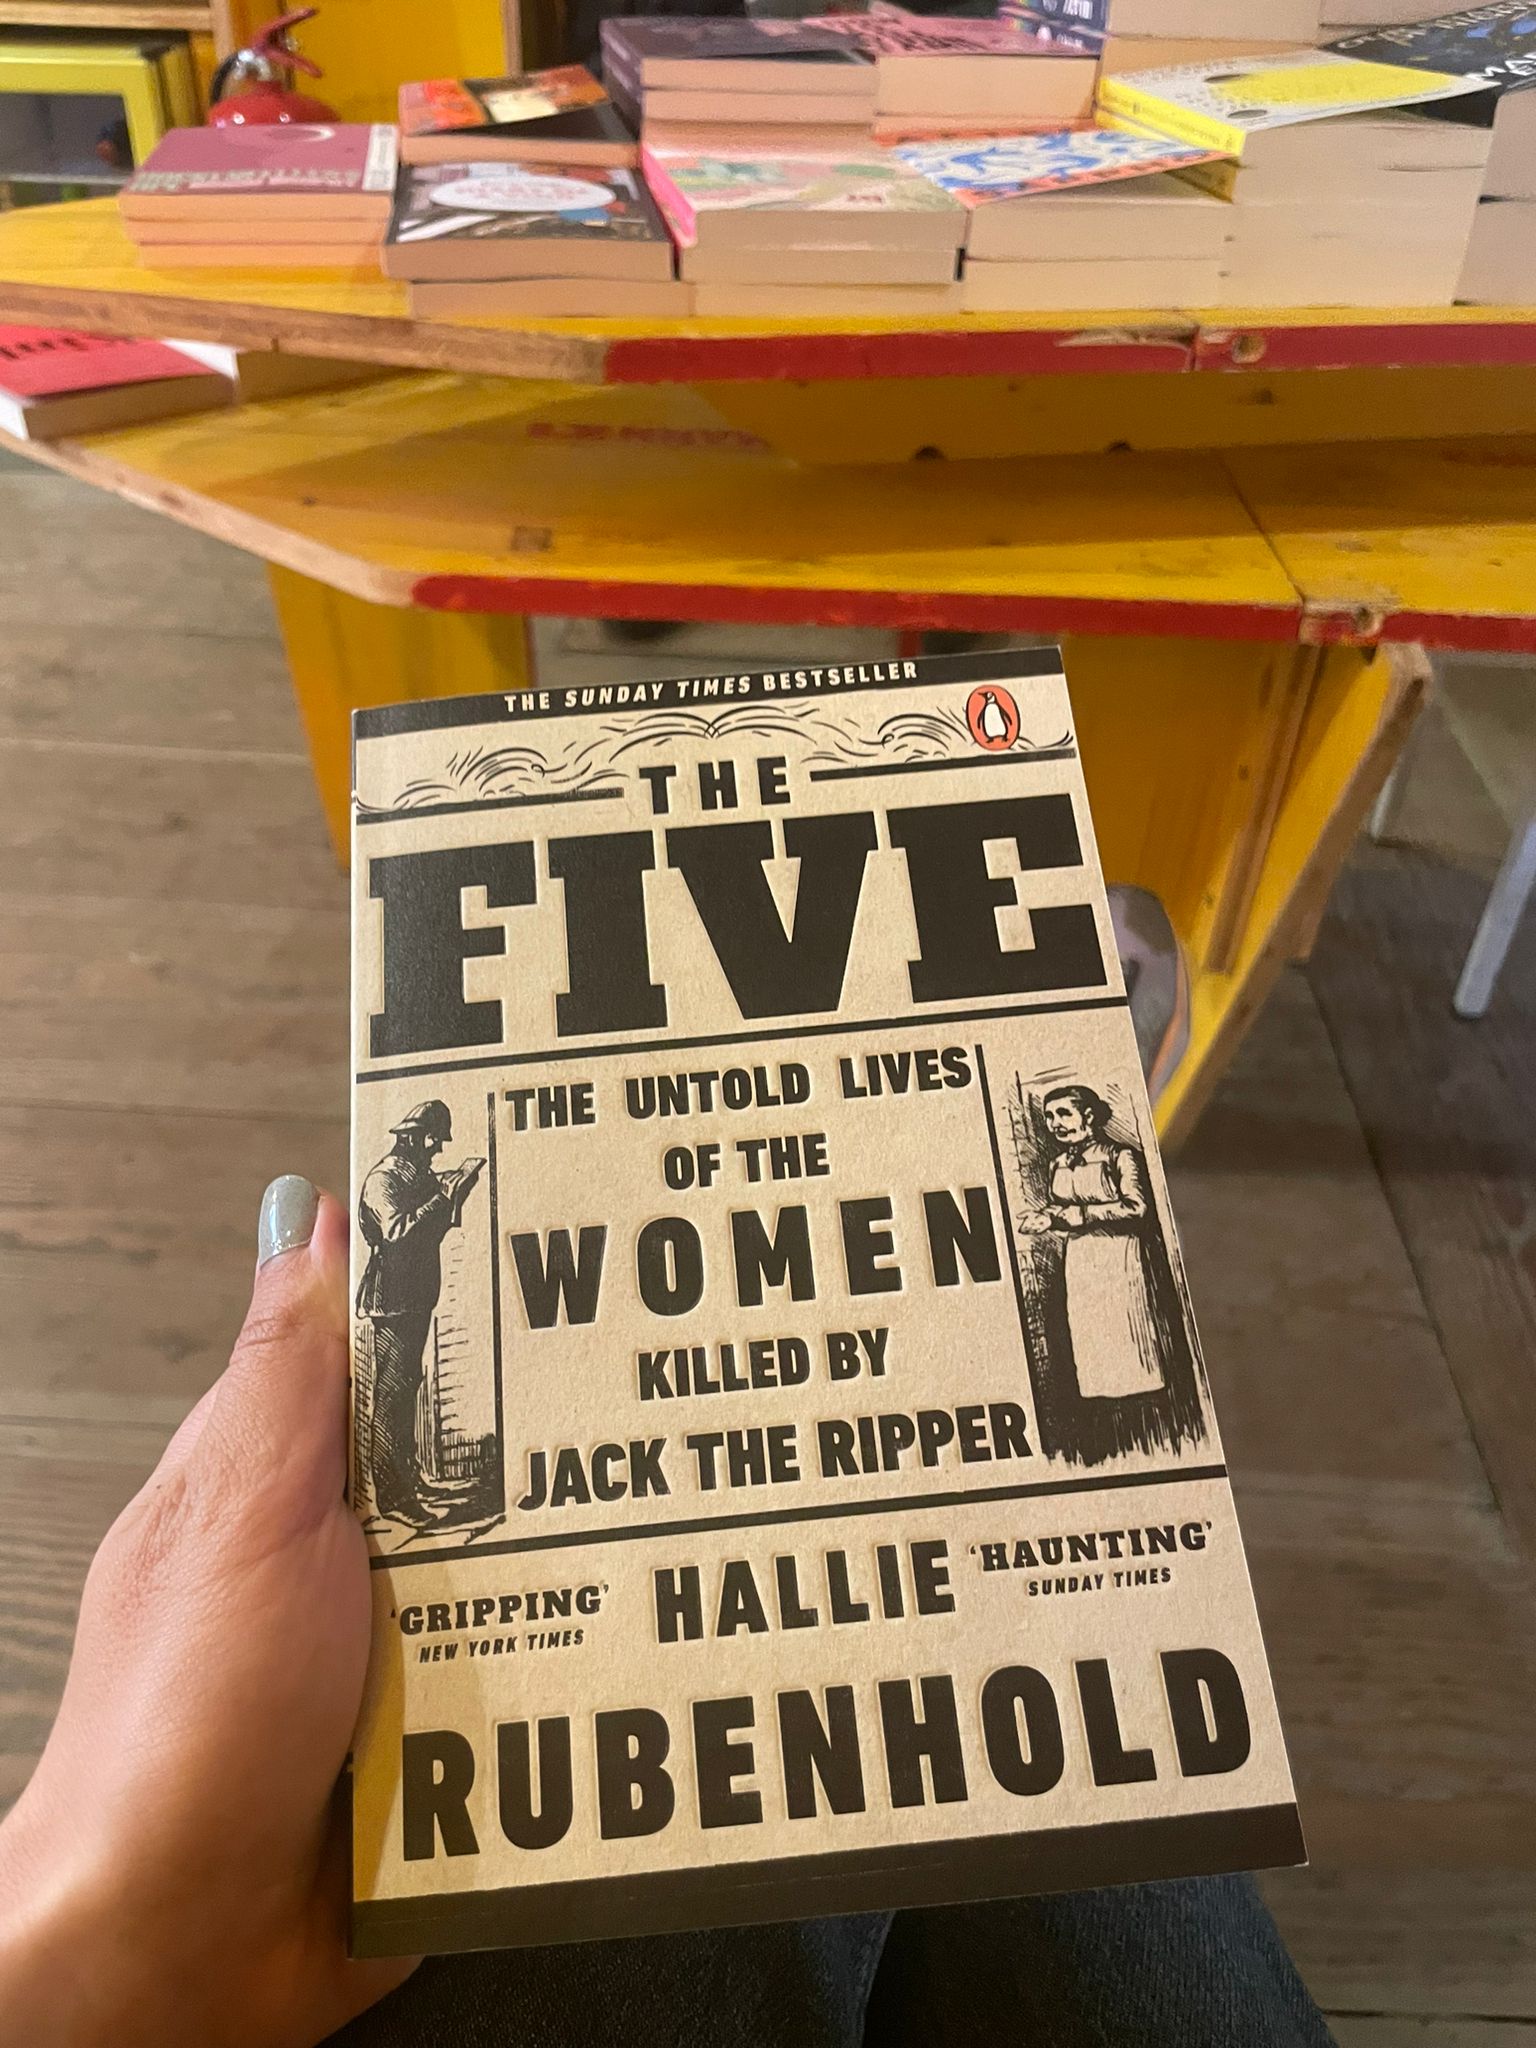 THE SUNDAY TIMES BESTSELLER
THE
FIVE
THE UNTOLD LIVES
OF THE
WOMEN
KILLED BY
JACK THE RIPPER
'GRIPPING'
NEW YORK TIMES
HALLIE
'HAUNTING'
SUNDAY TIMES
RUBENHOLD